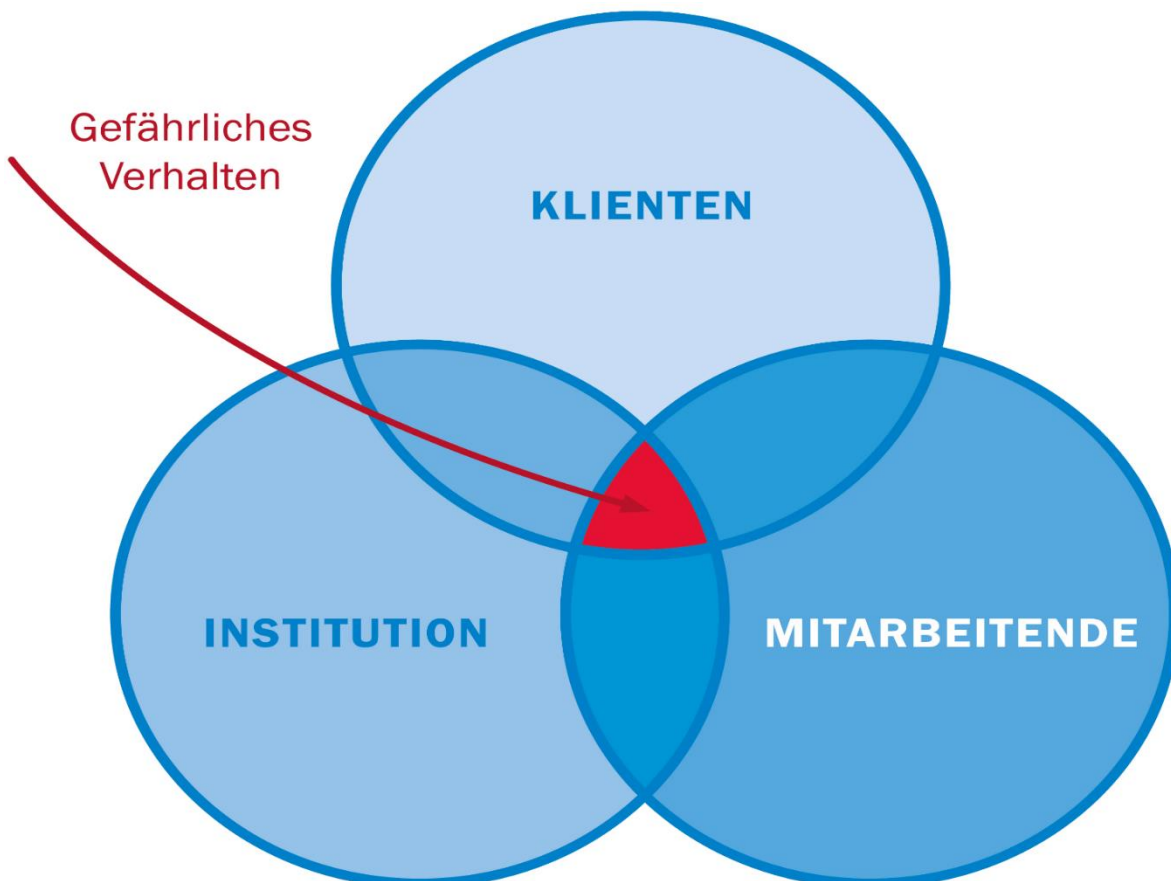 Gefährliches
Verhalten
KLIENTEN
INSTITUTION
MITARBEITENDE